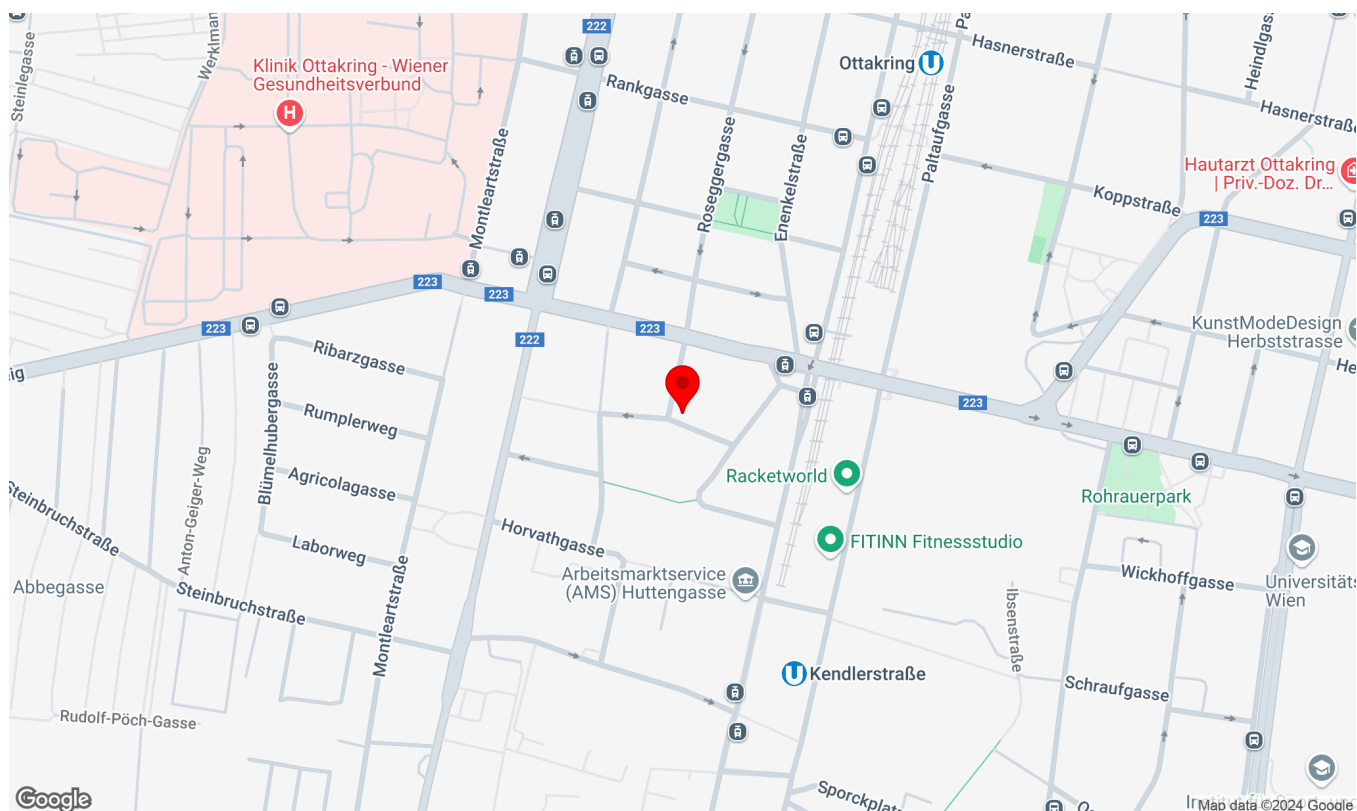 222
Steinlegasse
Werklman
Klinik Ottakring - Wiener
Gesundheitsverbund
H
Montleartstraße
Rankgasse
Roseggergasse
Enenkelstraße
Ottakring
U
Paltaufgasse
Hasnerstraße
Heindlgasse
Hasnerstraße
Hautarzt Ottakring
| Priv.-Doz. Dr...
Koppstraße
223
223
223
223
223
222
223
KunstModeDesign
Herbststrasse
Ribarzgasse
Rumplerweg
Agricolagasse
Laborweg
Blümelhubergasse
Anton-Geiger-Weg
Steinbruchstraße
Abbegasse
Steinbruchstraße
Montleartstraße
Rudolf-Pöch-Gasse
Horvathgasse
Arbeitsmarktservice
(AMS) Huttengasse
Racketworld
FITINN Fitnessstudio
U
Kendlerstraße
Rohrauerpark
Wickhoffgasse
Universitäts
Wien
Ibsenstraße
Schraufgasse
Sporckplatz
Google
Map data ©2024 Google